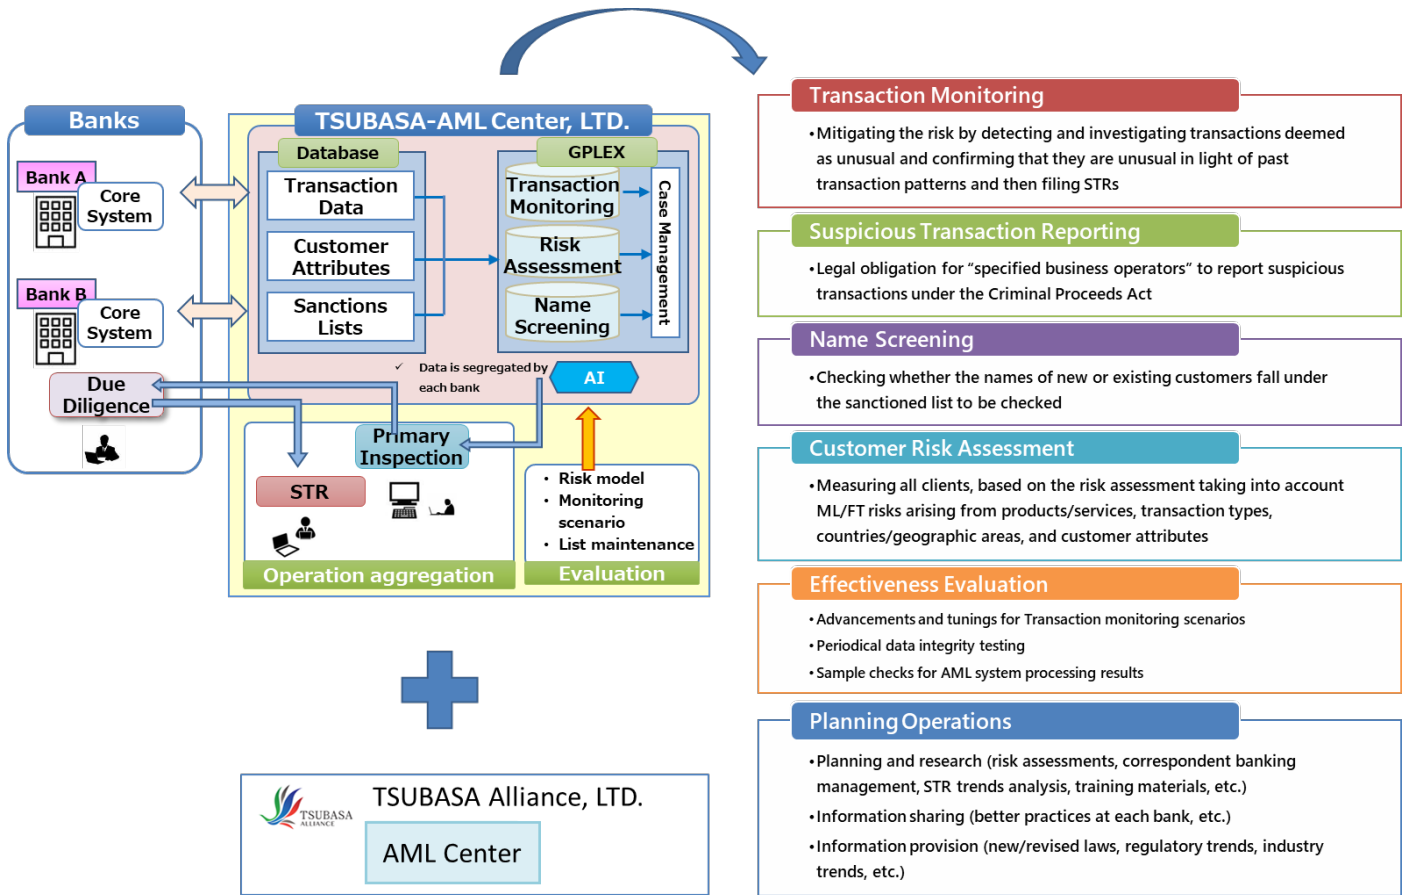 Banks
Bank A
Core
System
Bank B
Core
System
Due
Diligence
TSUBASA-AML Center, LTD.
Database
Transaction
Data
Customer
Attributes
Sanctions
Lists
GPLEX
Transaction
Monitoring
Risk
Assessment
Name
Screening
Case Management
✓ Data is segregated by
each bank
AI
Primary
Inspection
STR
Operation aggregation
• Risk model
• Monitoring
scenario
• List maintenance
Evaluation
TSUBASA
ALLIANCE
TSUBASA Alliance, LTD.
AML Center
Transaction Monitoring
•Mitigating the risk by detecting and investigating transactions deemed
as unusual and confirming that they are unusual in light of past
transaction patterns and then filing STRs
Suspicious Transaction Reporting
•Legal obligation for “specified business operators” to report suspicious
transactions under the Criminal Proceeds Act
Name Screening
•Checking whether the names of new or existing customers fall under
the sanctioned list to be checked
Customer Risk Assessment
•Measuring all clients, based on the risk assessment taking into account
ML/FT risks arising from products/services, transaction types,
countries/geographic areas, and customer attributes
Effectiveness Evaluation
•Advancements and tunings for Transaction monitoring scenarios
•Periodical data integrity testing
•Sample checks for AML system processing results
Planning Operations
•Planning and research (risk assessments, correspondent banking
management, STR trends analysis, training materials, etc.)
•Information sharing (better practices at each bank, etc.)
•Information provision (new/revised laws, regulatory trends, industry
trends, etc.)